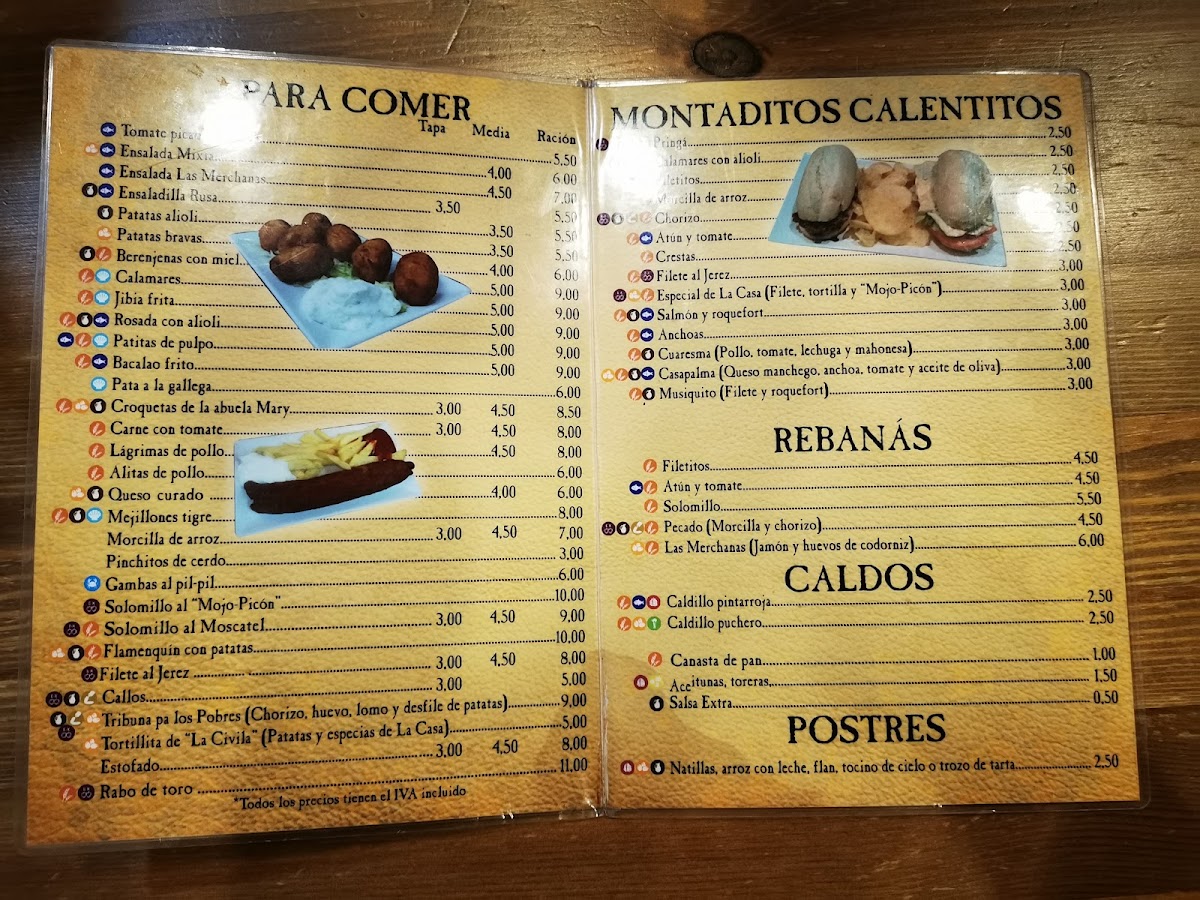 PARA COMER
Tapa Media Ración
Tomate 5.50
Ensalada Mixta 4.00 6.00
Ensalada Las Merchanas 4.50 7.00
Ensaladilla Rusa 3.50 5.50
Patatas alioli 3.50 5.50
Patatas bravas 3.50 5.50
Berenjenas con miel 4.00 6.00
Calamares 5.00 9.00
Jibia frita 5.00 9.00
Rosada con alioli 5.00 9.00
Patitas de pulpo 5.00 9.00
Bacalao frito 5.00 9.00
Pata a la gallega 6.00
Croquetas de la abuela Mary 3.00 4.50 8.50
Carne con tomate 3.00 4.50 8.00
Lágrimas de pollo 4.50 8.00
Alitas de pollo 6.00
Queso curado 4.00 6.00
Mejillones tigre 8.00
Morcilla de arroz 3.00 4.50 7.00
Pinchitos de cerdo 3.00
Gambas al pil-pil 6.00
Solomillo al "Mojo-Picón" 10.00
Solomillo al Moscatel 3.00 4.50 9.00
Flamenquín con patatas 10.00
Filete al Jerez 3.00 4.50 8.00
Callos 3.00 5.00
Tribuna pa los Pobres (Chorizo, huevo, lomo y desfile de patatas) 9.00
Tortillita de "La Civila" (Patatas y especias de La Casa) 5.00
Estofado 3.00 4.50 8.00
Rabo de toro 11.00
*Todos los precios tienen el IVA incluido
MONTADITOS CALENTITOS
Pringá 2.50
Calamares con alioli 2.50
Filetitos 2.50
Morcilla de arroz 2.50
Chorizo 2.50
Atún y tomate
Crestas 2.50
Filete al Jerez 3.00
Especial de La Casa (Filete, tortilla y "Mojo-Picón") 3.00
Salmón y roquefort 3.00
Anchoas 3.00
Cuaresma (Pollo, tomate, lechuga y mahonesa) 3.00
Casapalma (Queso manchego, anchoa, tomate y aceite de oliva) 3.00
Musiquito (Filete y roquefort) 3.00
REBANÁS
Filetitos 4.50
Atún y tomate 4.50
Solomillo 5.50
Pecado (Morcilla y chorizo) 4.50
Las Merchanas (Jamón y huevos de codorniz) 6.00
CALDOS
Caldillo pintarroja 2.50
Caldillo puchero 2.50
Canasta de pan 1.00
Aceitunas, toreras, 1.50
Salsa Extra 0.50
POSTRES
Natillas, arroz con leche, flan, tocino de cielo o trozo de tarta 2.50